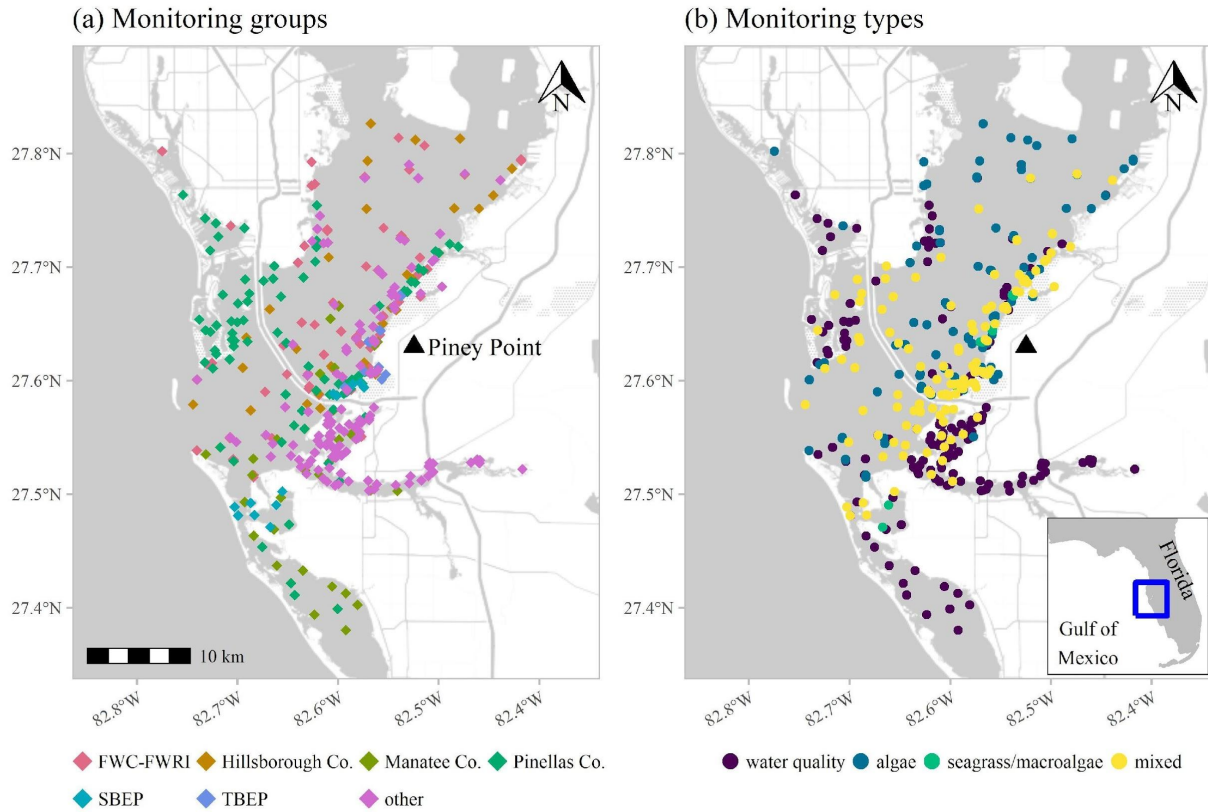 (a) Monitoring groups
(b) Monitoring types
N
27.8°N
27.7°N
27.6°N
27.5°N
27.4°N
Piney Point
10 km
82.8°W
82.7°W
82.6°W
82.5°W
82.4°W
FWC-FWRI
Hillsborough Co.
Manatee Co.
Pinellas Co.
SBEP
TBEP
other
N
27.8°N
27.7°N
27.6°N
27.5°N
27.4°N
Florida
Gulf of
Mexico
82.8°W
82.7°W
82.6°W
82.5°W
82.4°W
water quality
algae
seagrass/macroalgae
mixed